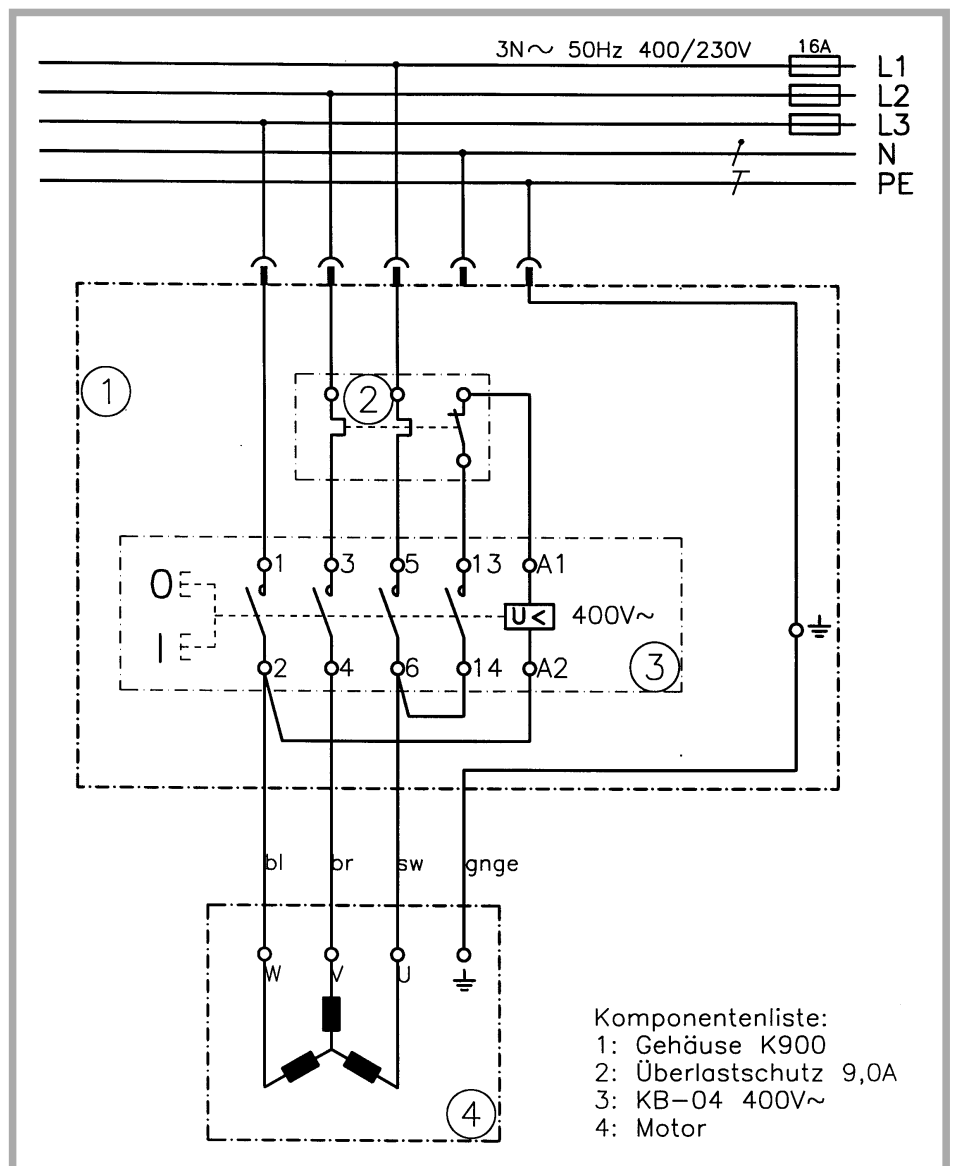 3N~ 50Hz 400/230V
16A
L1
L2
L3
N
PE
1
2
1
3
5
13
A1
O
U<
400V~
I
2
4
6
14
A2
3
bl
br
sw
gnge
W
V
U
4
Komponentenliste:
1: Gehäuse K900
2: Überlastschutz 9,0A
3: KB-04 400V~
4: Motor